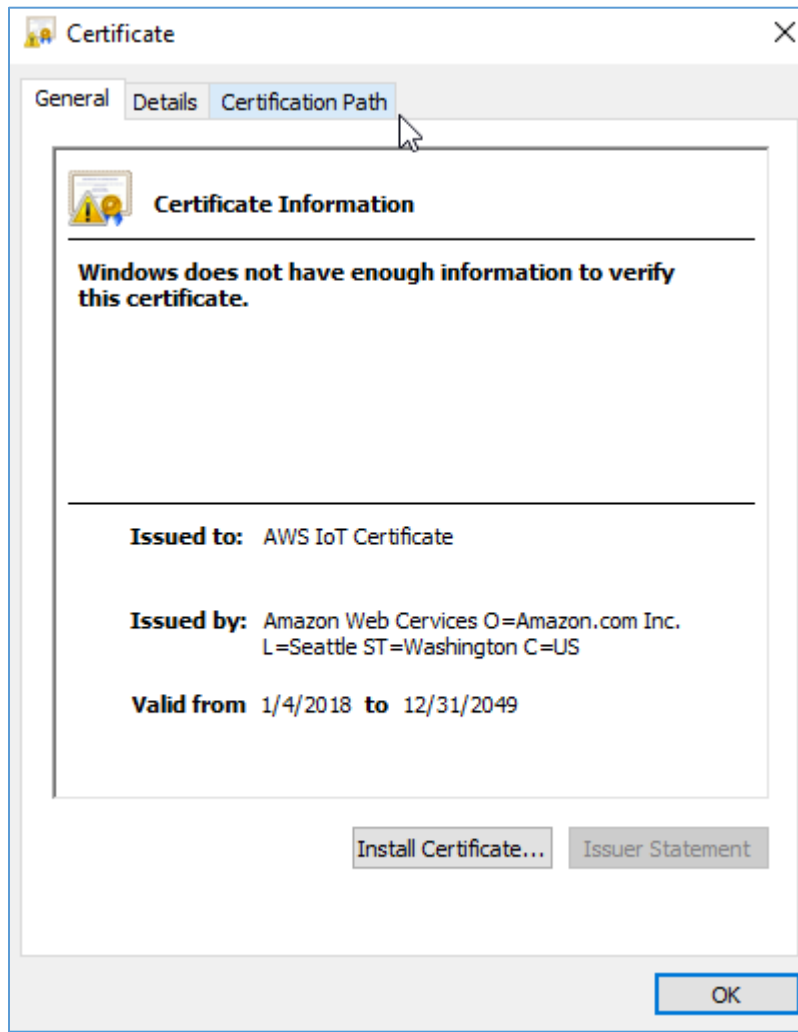 Certificate
General Details Certification Path
Certificate Information
Windows does not have enough information to verify
this certificate.
Issued to: AWS IoT Certificate
Issued by: Amazon Web Cervices O=Amazon.com Inc.
L=Seattle ST=Washington C=US
Valid from 1/4/2018 to 12/31/2049
Install Certificate... Issuer Statement
OK